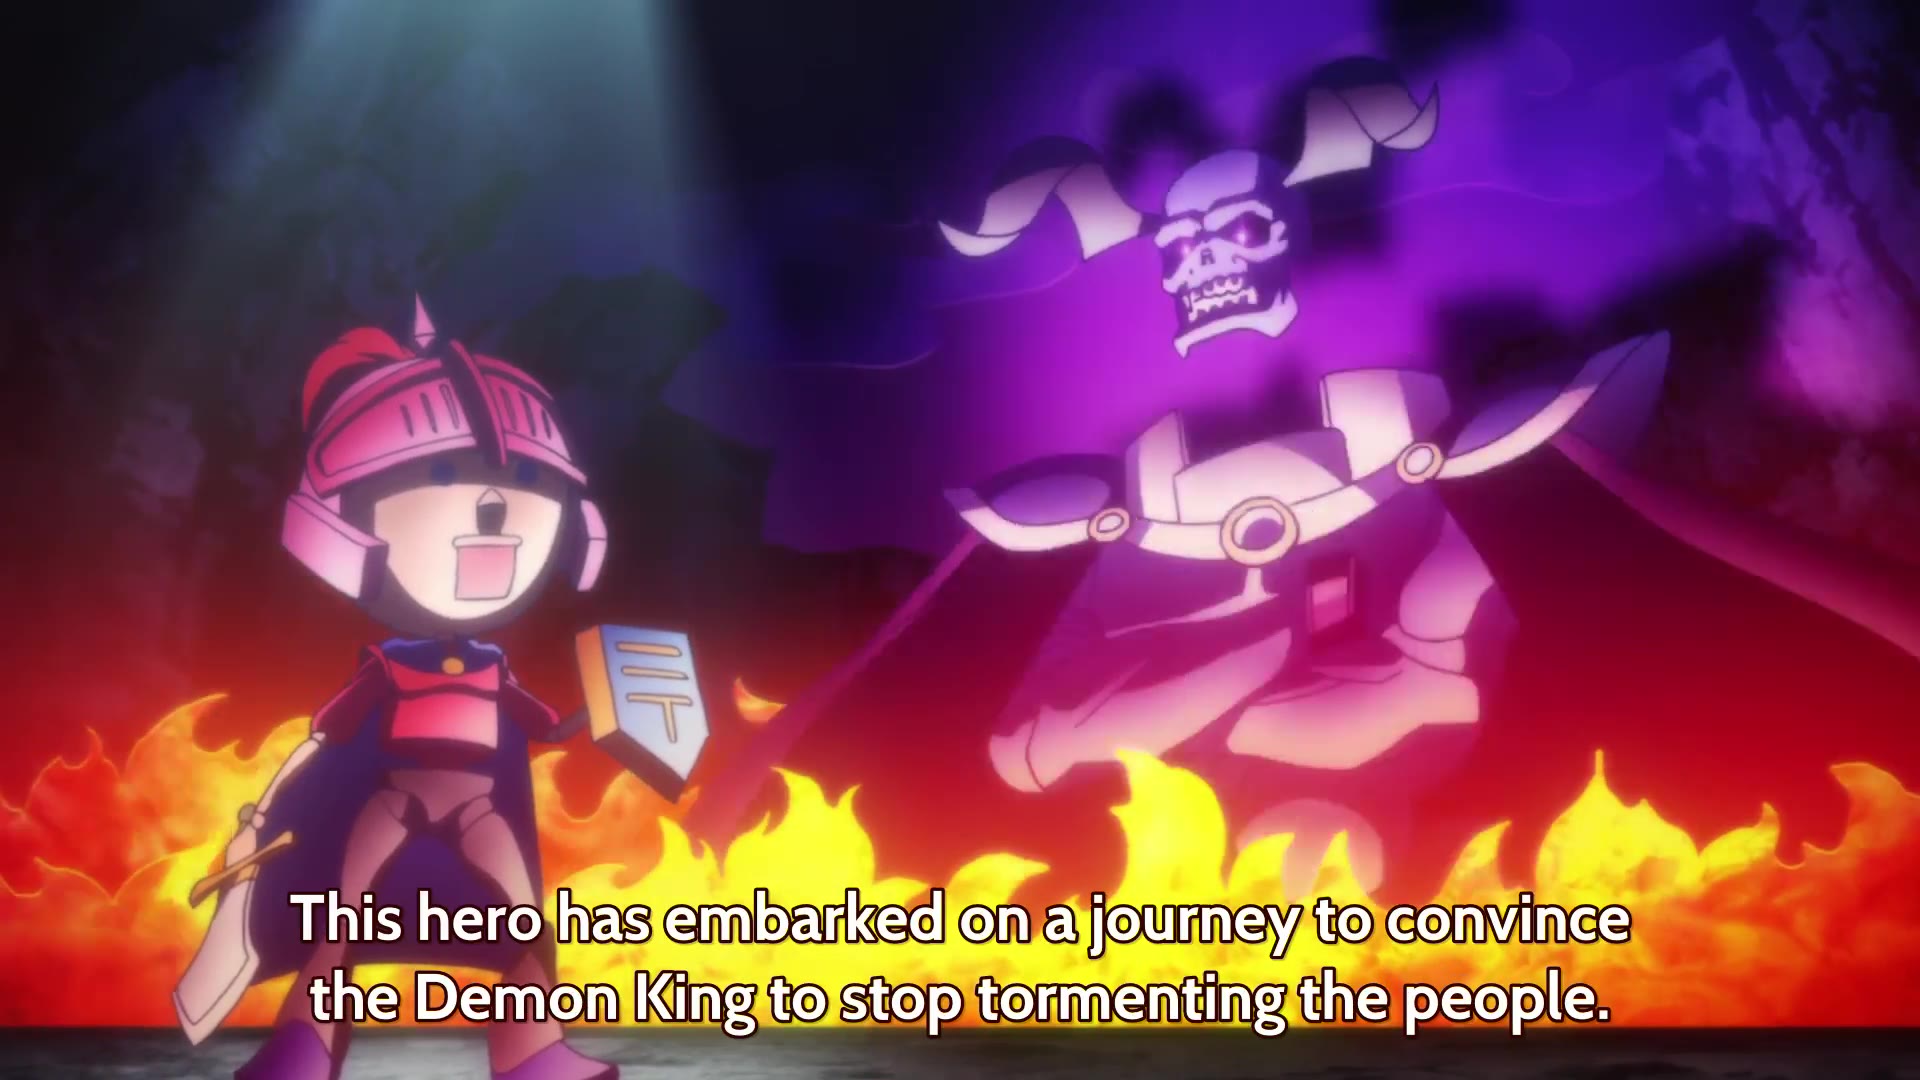 This hero has embarked on a journey to convince
the Demon King to stop tormenting the people.